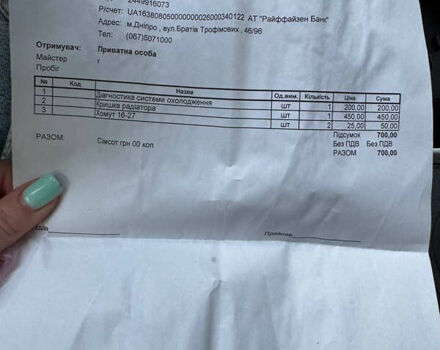 2449916073
Р/счет: UA163808050000000026000340122 АТ "Райффайзен Банк"
Адрес: м.Дніпро , вул.Братів Трофімових , 46/96
Тел: (067)5071000
Отримувач: Приватна особа
Майстер г
Пробіг
№ Код Назва Од.вим. Кількість Ціна Сума
1 Діагностика системи охолодження 1 200,00 200,00
2 Кришка радіатора шт 1 450,00 450,00
3 Хомут 16-27 шт 2 25,00 50,00
Підсумок 700,00
РАЗОМ: Сімсот грн 00 коп Без ПДВ Без ПДВ
РАЗОМ 700,00
Прийняв